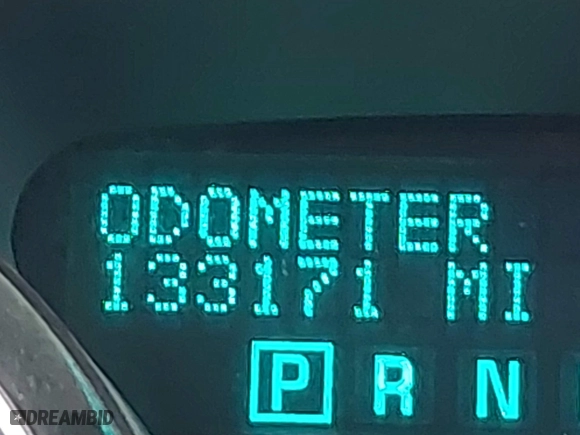 ODOMETER
133171 MI
P R N
DREAMBID